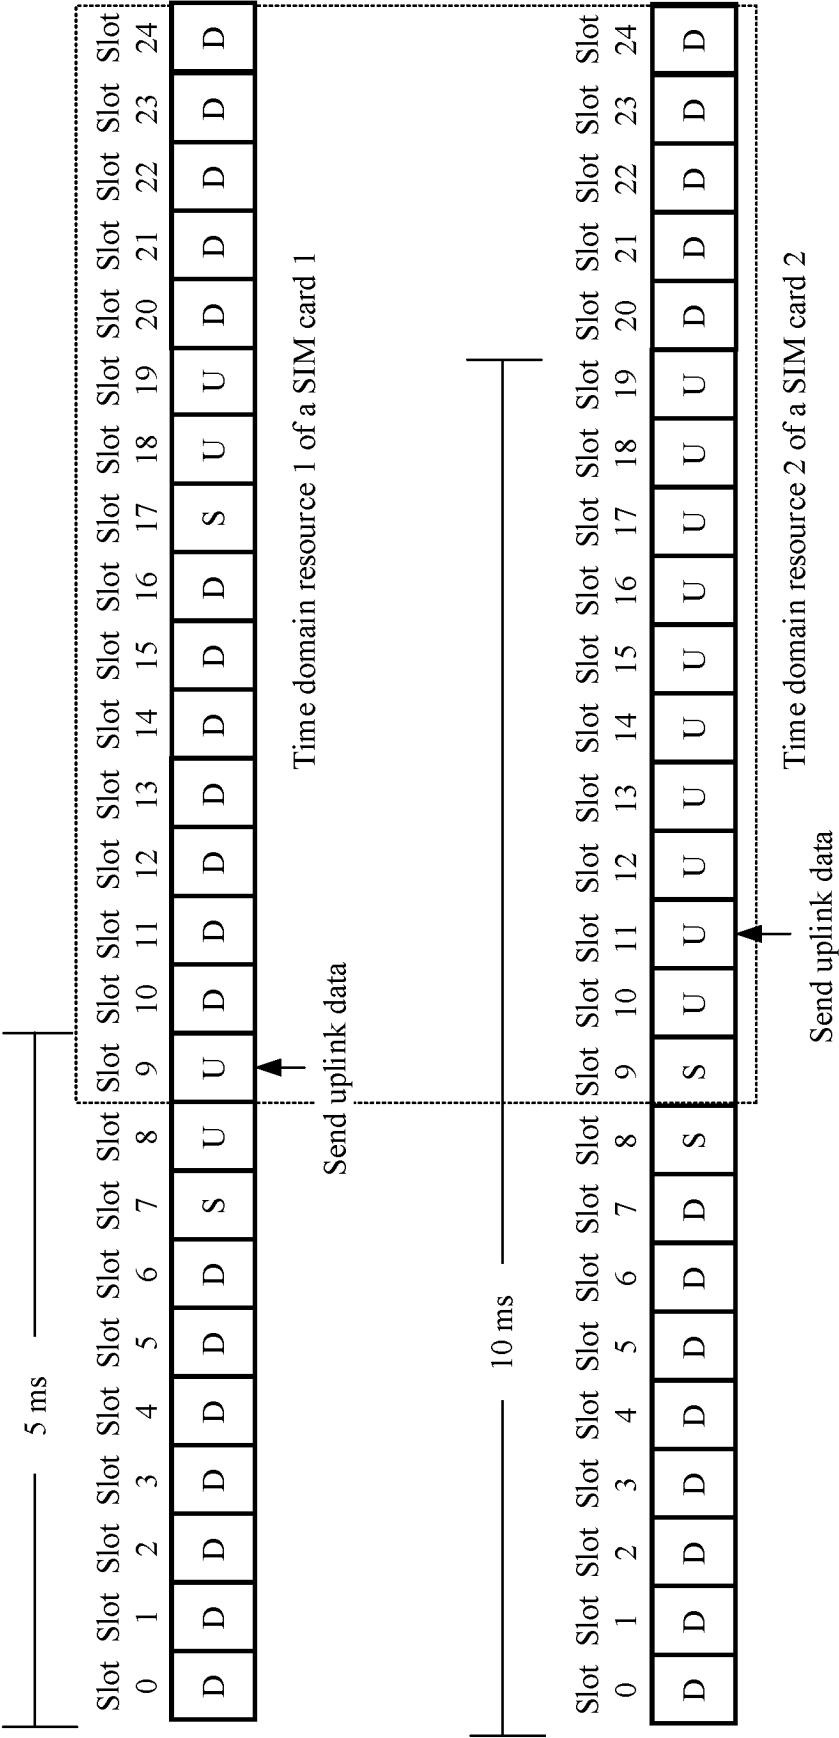 5 ms
Slot Slot Slot Slot Slot Slot Slot Slot Slot Slot Slot Slot Slot Slot Slot Slot Slot Slot Slot Slot Slot Slot Slot Slot Slot
0 1 2 3 4 5 6 7 8 9 10 11 12 13 14 15 16 17 18 19 20 21 22 23 24
D D D D D D D S U U D D D D D D D S U U D D D D D
Time domain resource 1 of a SIM card 1
Send uplink data
10 ms
Slot Slot Slot Slot Slot Slot Slot Slot Slot Slot Slot Slot Slot Slot Slot Slot Slot Slot Slot Slot Slot Slot Slot Slot Slot
0 1 2 3 4 5 6 7 8 9 10 11 12 13 14 15 16 17 18 19 20 21 22 23 24
D D D D D D D D S S U U U U U U U U U U D D D D D
Time domain resource 2 of a SIM card 2
Send uplink data